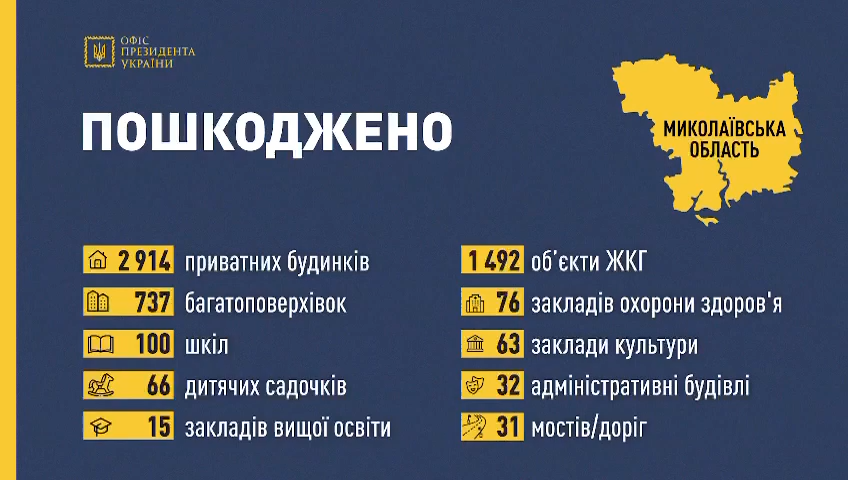 ОФІС
ПРЕЗИДЕНТА
УКРАЇНИ
ПОШКОДЖЕНО
МИКОЛАЇВСЬКА
ОБЛАСТЬ
2 914 приватних будинків
737 багатоповерхівок
100 шкіл
66 дитячих садочків
15 закладів вищої освіти
1 492 об’єкти ЖКГ
76 закладів охорони здоров'я
63 заклади культури
32 адміністративні будівлі
31 мостів/доріг